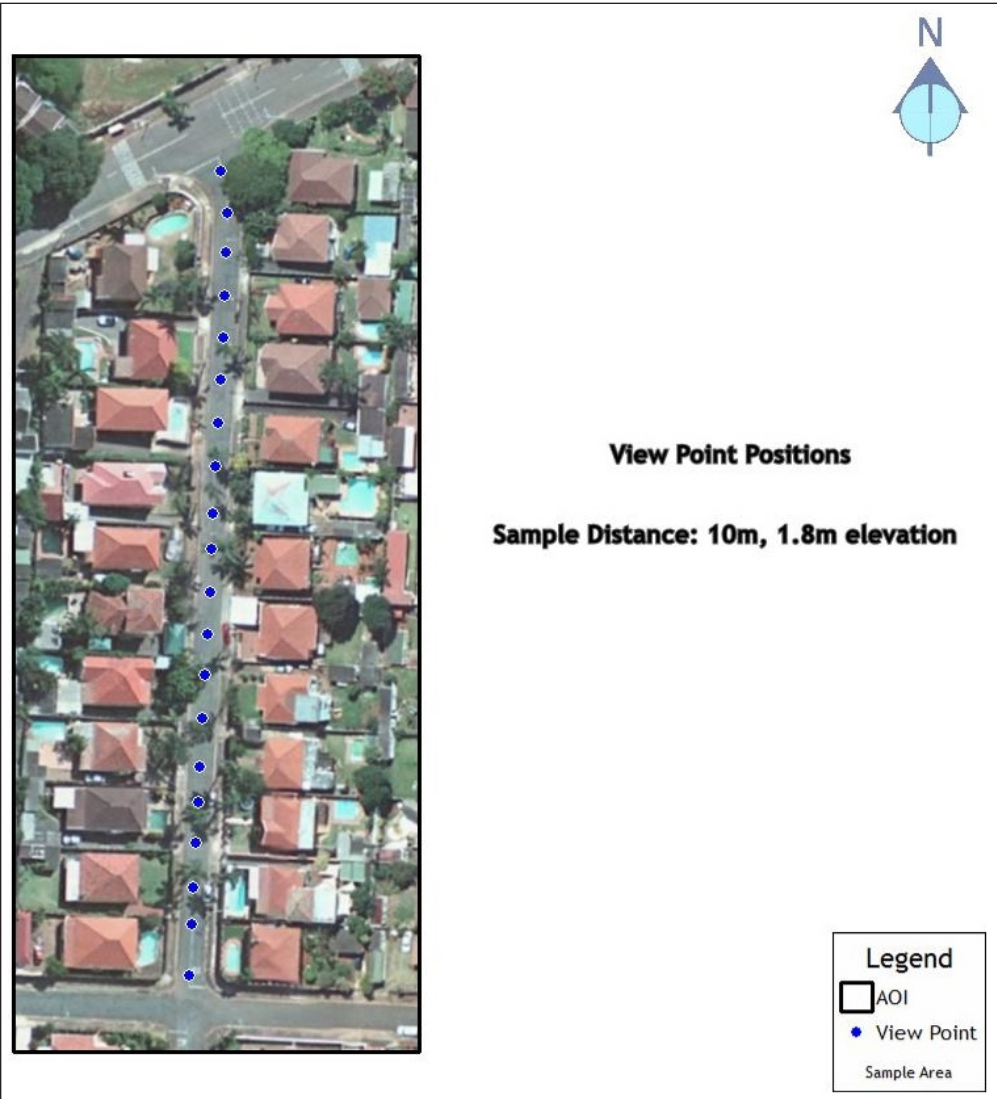 N
View Point Positions
Sample Distance: 10m, 1.8m elevation
Legend
AOI
View Point
Sample Area